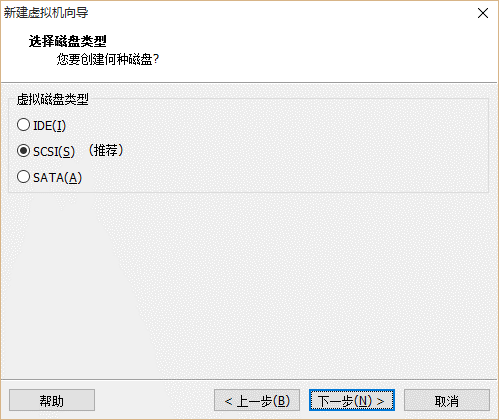 新建虚拟机向导
选择磁盘类型
您要创建何种磁盘?
虚拟磁盘类型
IDE(I)
SCSI(S) (推荐)
SATA(A)
帮助 < 上一步(B) 下一步(N) > 取消